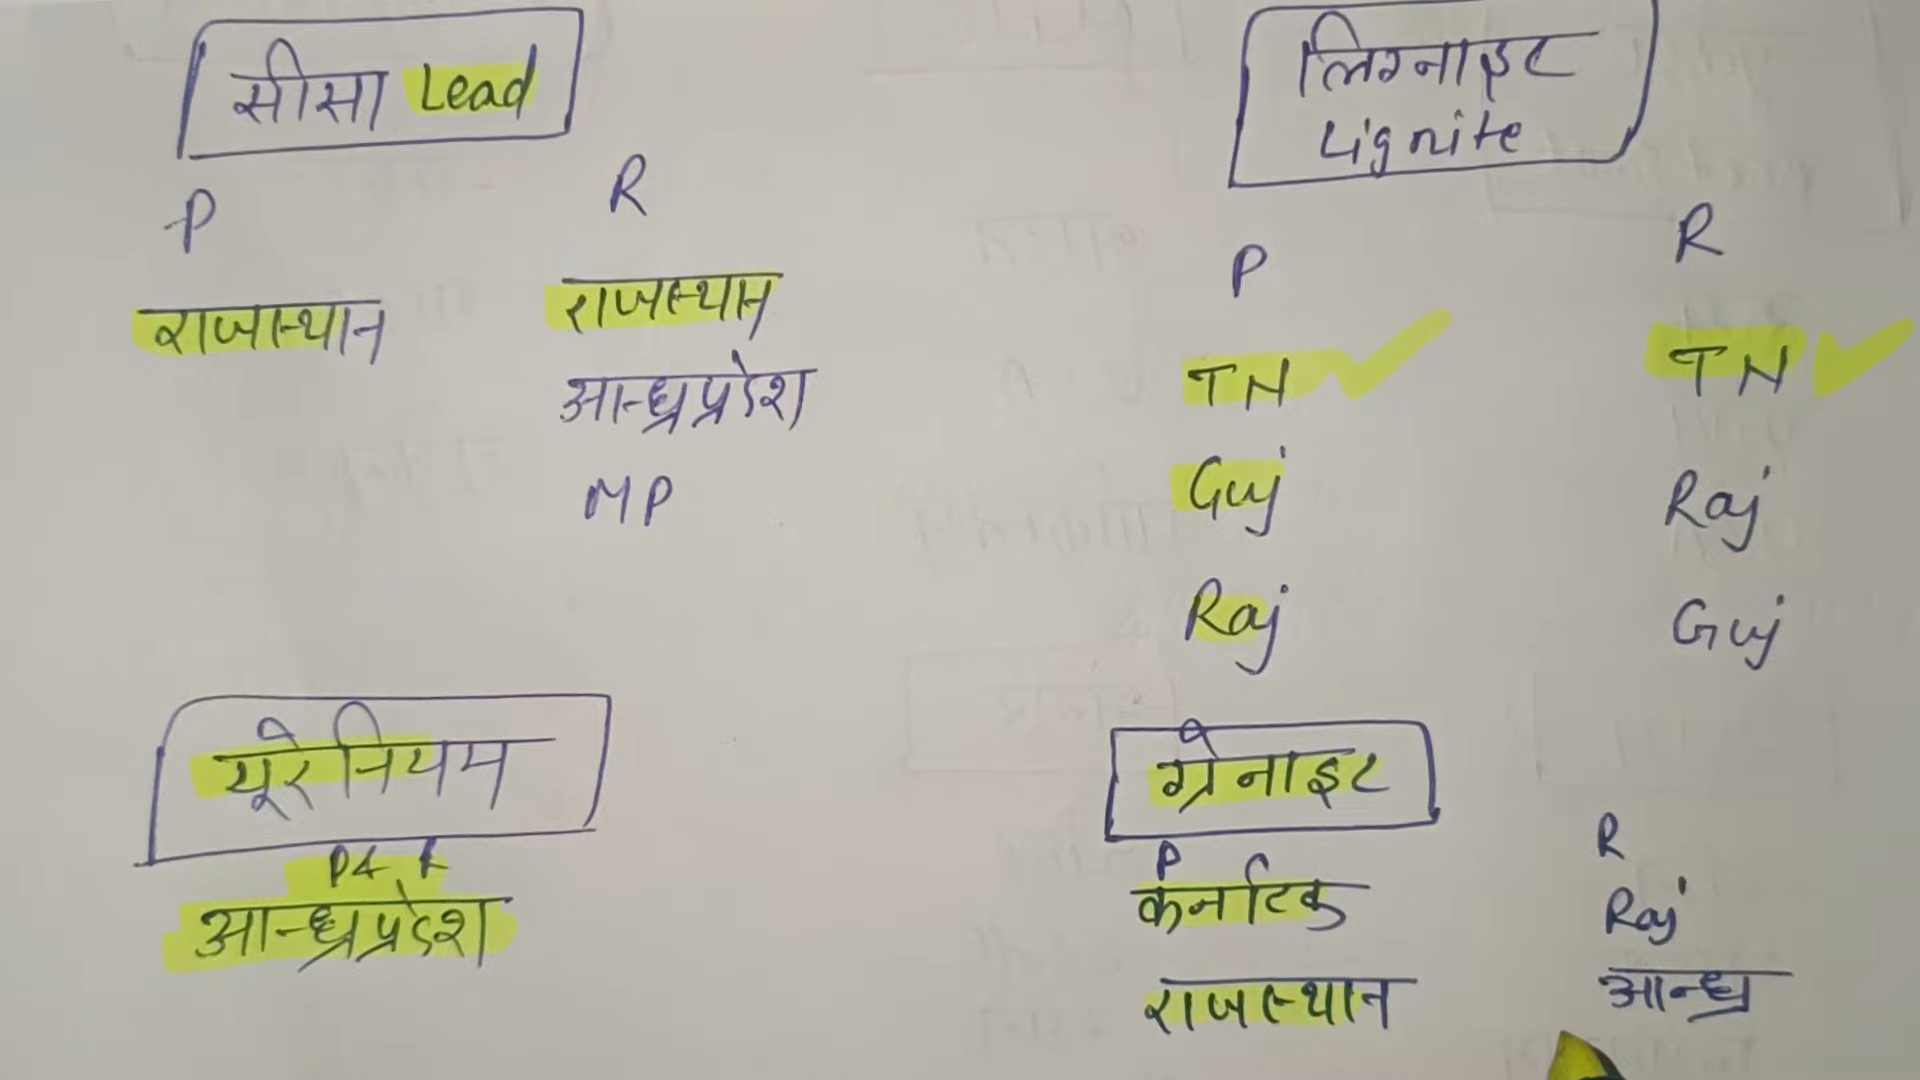 सीसा Lead
P R
राजस्थान राजस्थान
आन्ध्रप्रदेश
MP
लिग्नाइट
Lignite
P R
TN TN
Guj Raj
Raj Guj
यूरेनियम
P & R
आन्ध्रप्रदेश
ग्रेनाइट
P R
कर्नाटक Raj
राजस्थान आन्ध्र